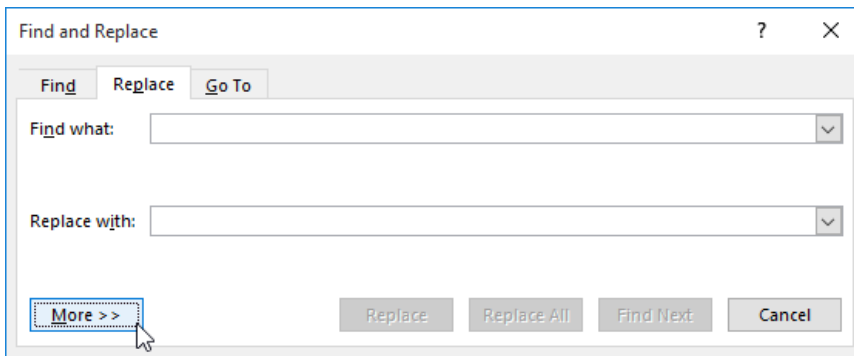 Find and Replace ?
Find Replace Go To
Find what:
Replace with:
More >> Replace Replace All Find Next Cancel